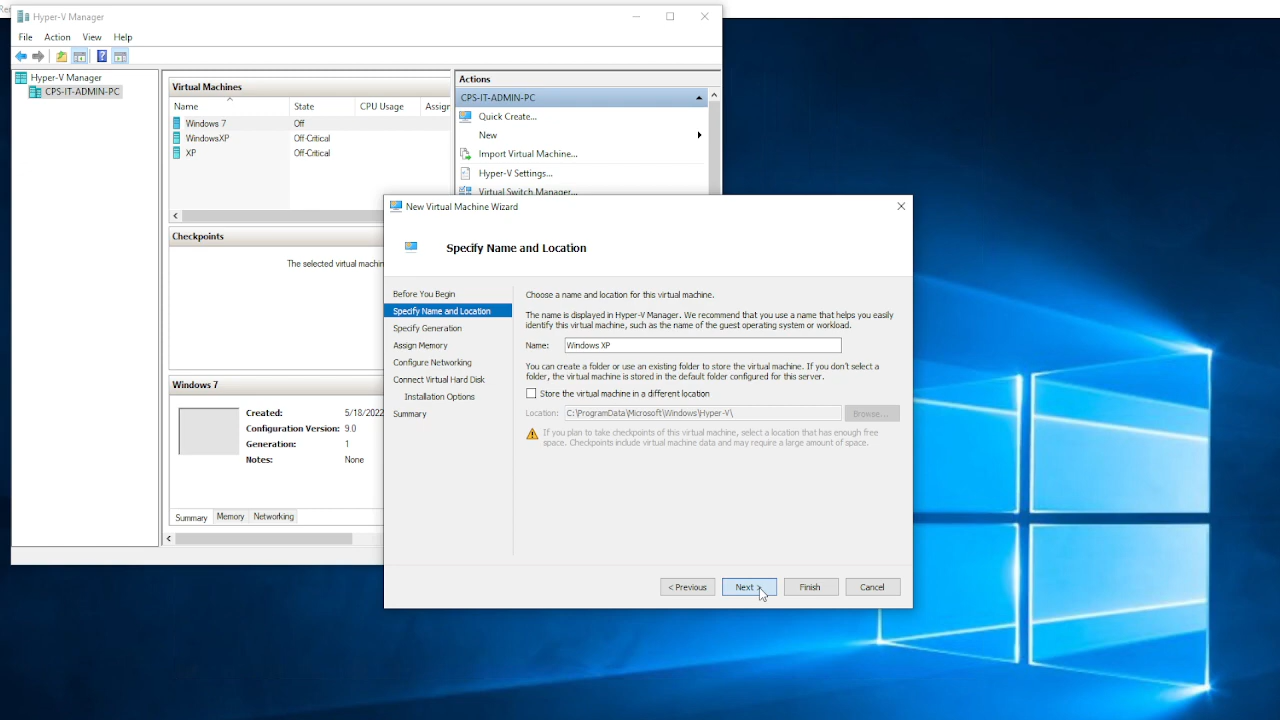 Hyper-V Manager
File Action View Help
Hyper-V Manager
CPS-IT-ADMIN-PC
Virtual Machines
Name State CPU Usage Assign
Windows 7 Off
WindowsXP Off-Critical
XP Off-Critical
Checkpoints
The selected virtual machin
Windows 7
Created: 5/18/2022
Configuration Version: 9.0
Generation: 1
Notes: None
Summary Memory Networking
Actions
CPS-IT-ADMIN-PC
Quick Create...
New
Import Virtual Machine...
Hyper-V Settings...
Virtual Switch Manager...
New Virtual Machine Wizard
Specify Name and Location
Before You Begin
Specify Name and Location
Specify Generation
Assign Memory
Configure Networking
Connect Virtual Hard Disk
Installation Options
Summary
Choose a name and location for this virtual machine.
The name is displayed in Hyper-V Manager. We recommend that you use a name that helps you easily
identify this virtual machine, such as the name of the guest operating system or workload.
Name: Windows XP
You can create a folder or use an existing folder to store the virtual machine. If you don't select a
folder, the virtual machine is stored in the default folder configured for this server.
Store the virtual machine in a different location
Location: C:\ProgramData\Microsoft\Windows\Hyper-V\ Browse...
If you plan to take checkpoints of this virtual machine, select a location that has enough free
space. Checkpoints include virtual machine data and may require a large amount of space.
< Previous Next > Finish Cancel